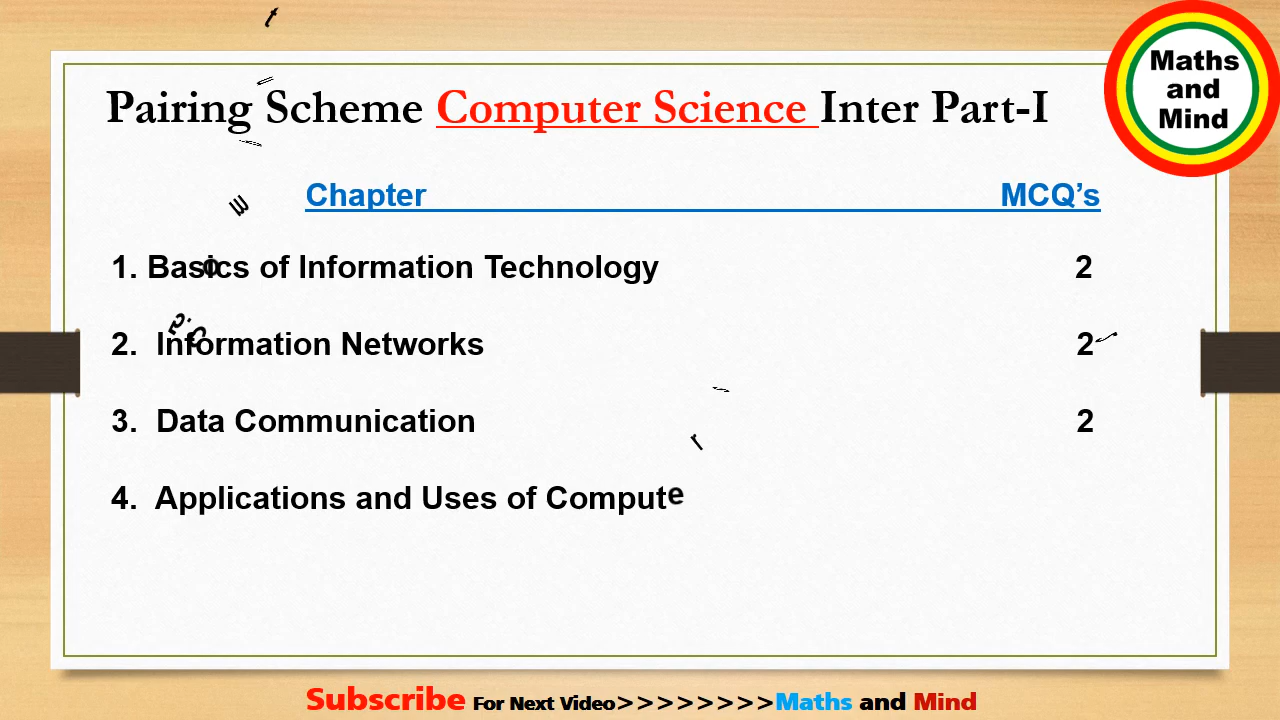 Pairing Scheme Computer Science Inter Part-I
Maths
and
Mind
Chapter MCQ's
1. Basics of Information Technology 2
2. Information Networks 2
3. Data Communication 2
4. Applications and Uses of Compute
Subscribe For Next Video>>>>>>>>Maths and Mind